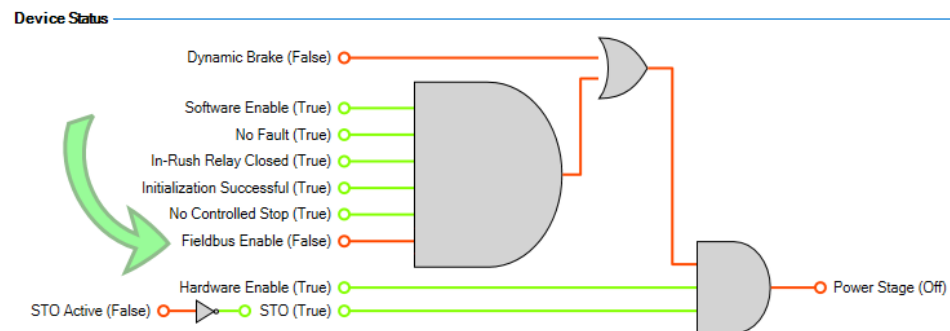 Device Status
Dynamic Brake (False)
Software Enable (True)
No Fault (True)
In-Rush Relay Closed (True)
Initialization Successful (True)
No Controlled Stop (True)
Fieldbus Enable (False)
Hardware Enable (True)
Power Stage (Off)
STO Active (False)
STO (True)